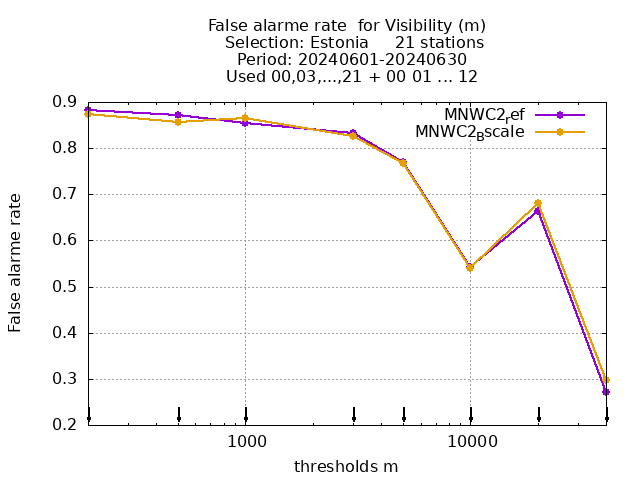 False alarme rate  for Visibility (m)
Selection: Estonia     21 stations
Period: 20240601-20240630
Used 00,03,...,21 + 00 01 ... 12
MNWC2ref
MNWC2Bscale
0.9
0.8
0.7
0.6
0.5
0.4
0.3
0.2
False alarme rate
1000
10000
thresholds m